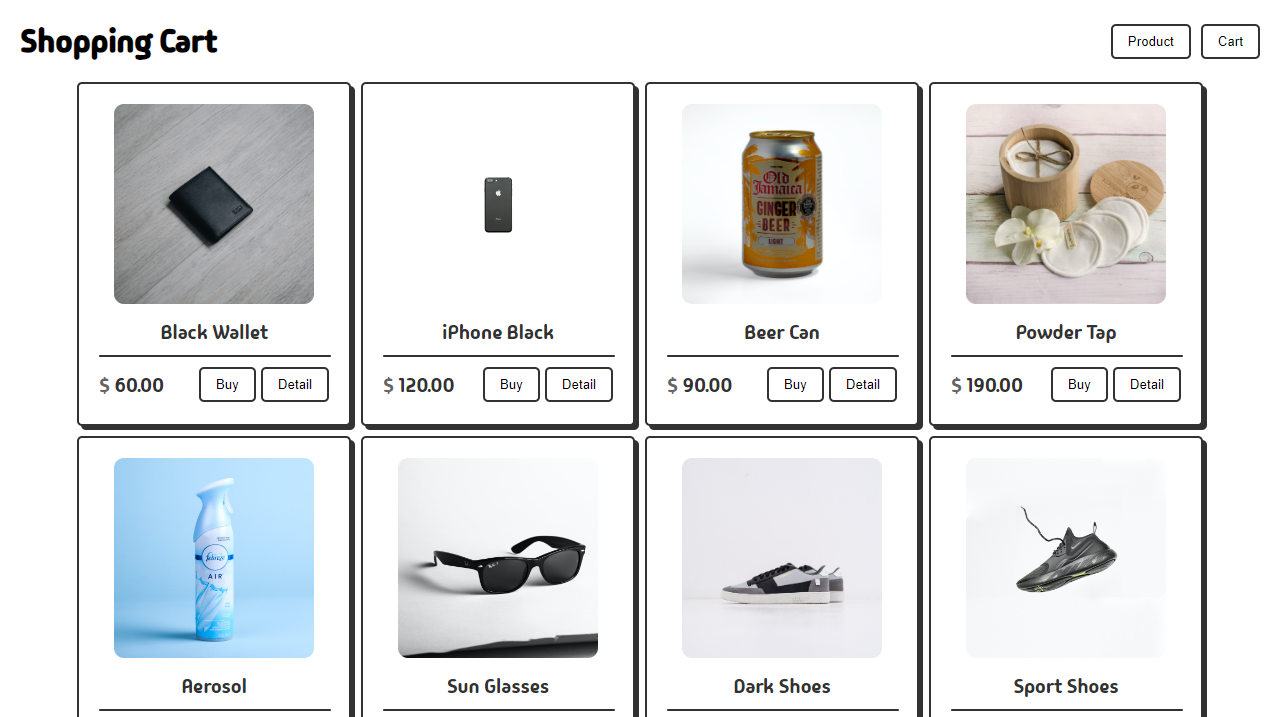 Shopping Cart
Product
Cart
Old
Jamaica
GINGER
BEER
LIGHT
Black Wallet
iPhone Black
Beer Can
Powder Tap
$ 60.00
Buy
Detail
$ 120.00
Buy
Detail
$ 90.00
Buy
Detail
$ 190.00
Buy
Detail
febreze
AIR
Aerosol
Sun Glasses
Dark Shoes
Sport Shoes